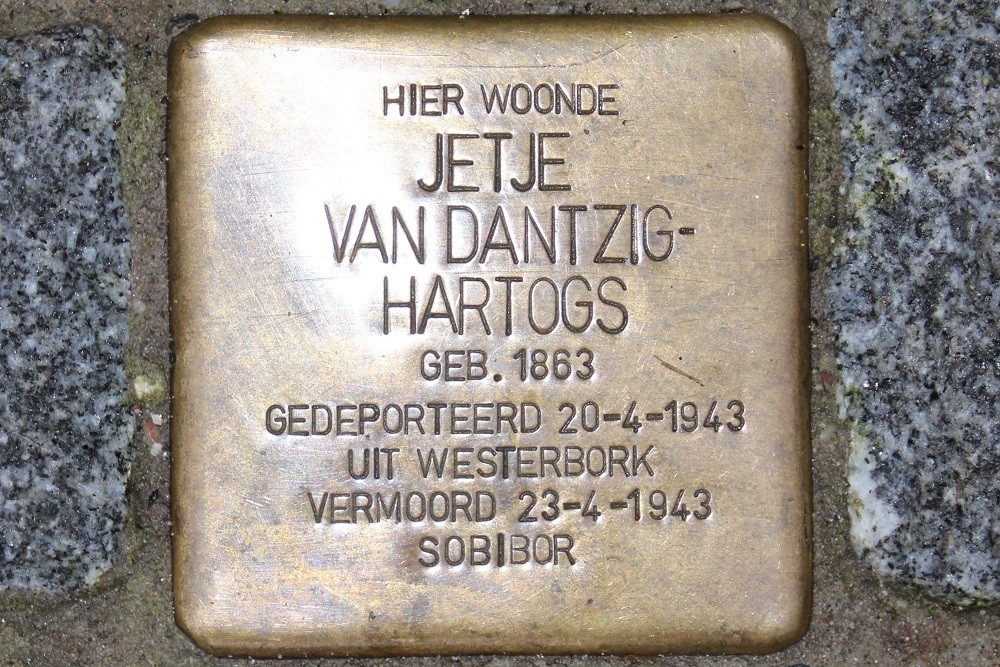 HIER WOONDE
JETJE
VAN DANTZIG-
HARTOGS
GEB. 1863
GEDEPORTEERD 20-4-1943
UIT WESTERBORK
VERMOORD 23-4-1943
SOBIBOR